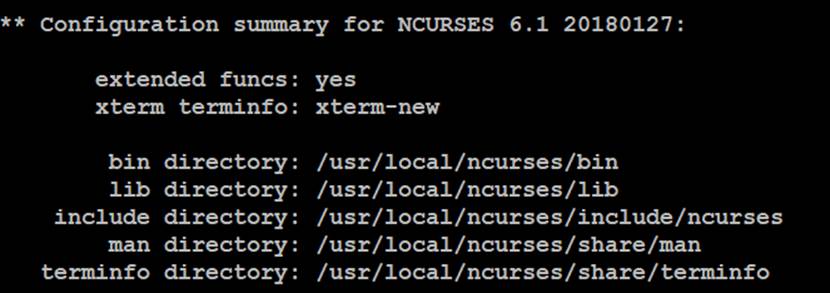 ** Configuration summary for NCURSES 6.1 20180127:
extended funcs: yes
xterm terminfo: xterm-new
bin directory: /usr/local/ncurses/bin
lib directory: /usr/local/ncurses/lib
include directory: /usr/local/ncurses/include/ncurses
man directory: /usr/local/ncurses/share/man
terminfo directory: /usr/local/ncurses/share/terminfo